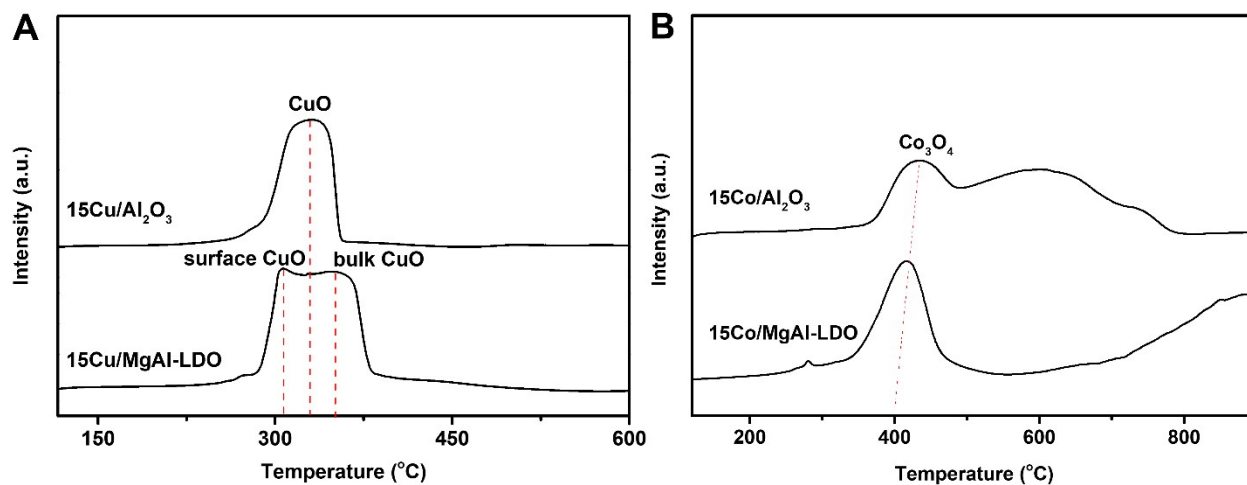 A
Intensity (a.u.)
CuO
15Cu/Al₂O₃
surface CuO
bulk CuO
15Cu/MgAl-LDO
150
300
450
600
Temperature (°C)
B
Intensity (a.u.)
Co₃O₄
15Co/Al₂O₃
15Co/MgAl-LDO
200
400
600
800
Temperature (°C)